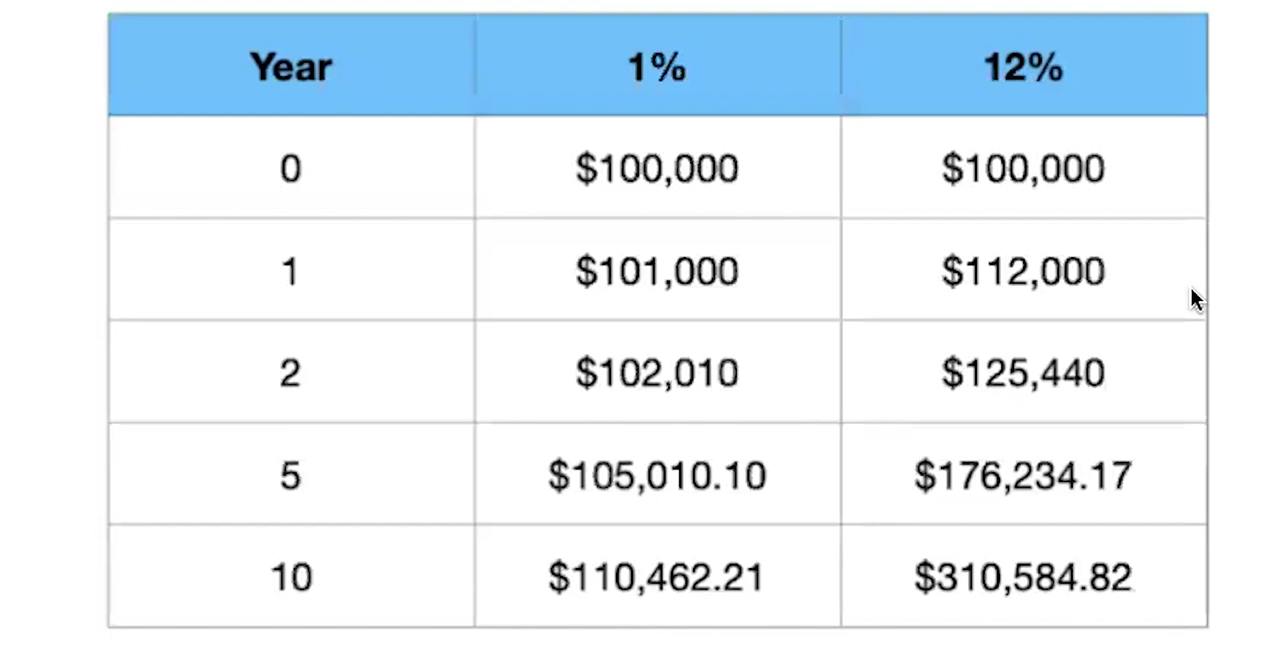 Year 1% 12%
0 $100,000 $100,000
1 $101,000 $112,000
2 $102,010 $125,440
5 $105,010.10 $176,234.17
10 $110,462.21 $310,584.82